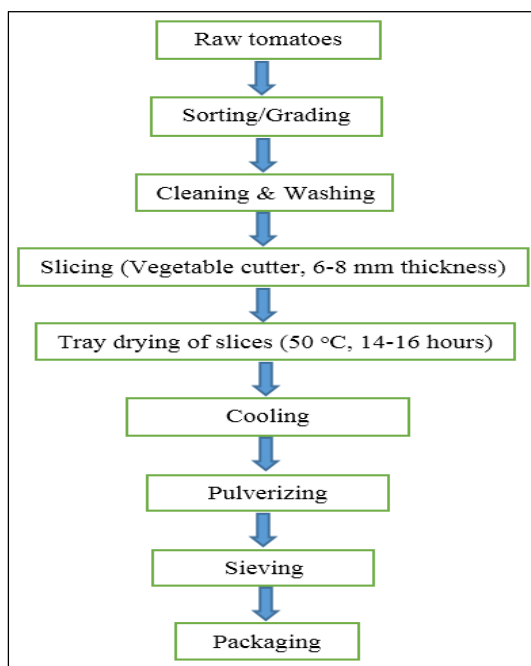 Raw tomatoes
Sorting/Grading
Cleaning & Washing
Slicing (Vegetable cutter, 6-8 mm thickness)
Tray drying of slices (50 ᵒC, 14-16 hours)
Cooling
Pulverizing
Sieving
Packaging